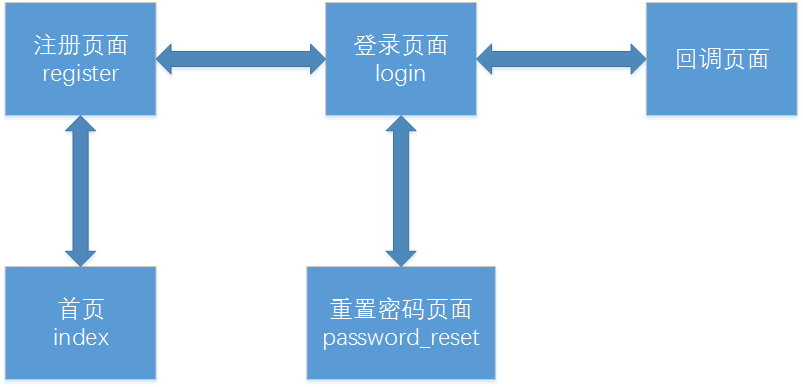 注册页面
register
登录页面
login
回调页面
首页
index
重置密码页面
password_reset